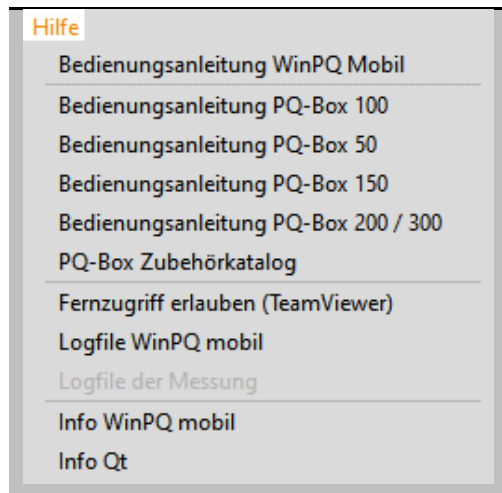 Hilfe
Bedienungsanleitung WinPQ Mobil
Bedienungsanleitung PQ-Box 100
Bedienungsanleitung PQ-Box 50
Bedienungsanleitung PQ-Box 150
Bedienungsanleitung PQ-Box 200 / 300
PQ-Box Zubehörkatalog
Fernzugriff erlauben (TeamViewer)
Logfile WinPQ mobil
Logfile der Messung
Info WinPQ mobil
Info Qt